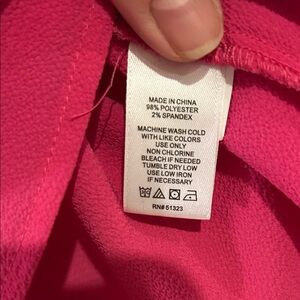 MADE IN CHINA
98% POLYESTER
2% SPANDEX
MACHINE WASH COLD
WITH LIKE COLORS
USE ONLY
NON CHLORINE
BLEACH IF NEEDED
TUMBLE DRY LOW
USE LOW IRON
IF NECESSARY
RN# 51323